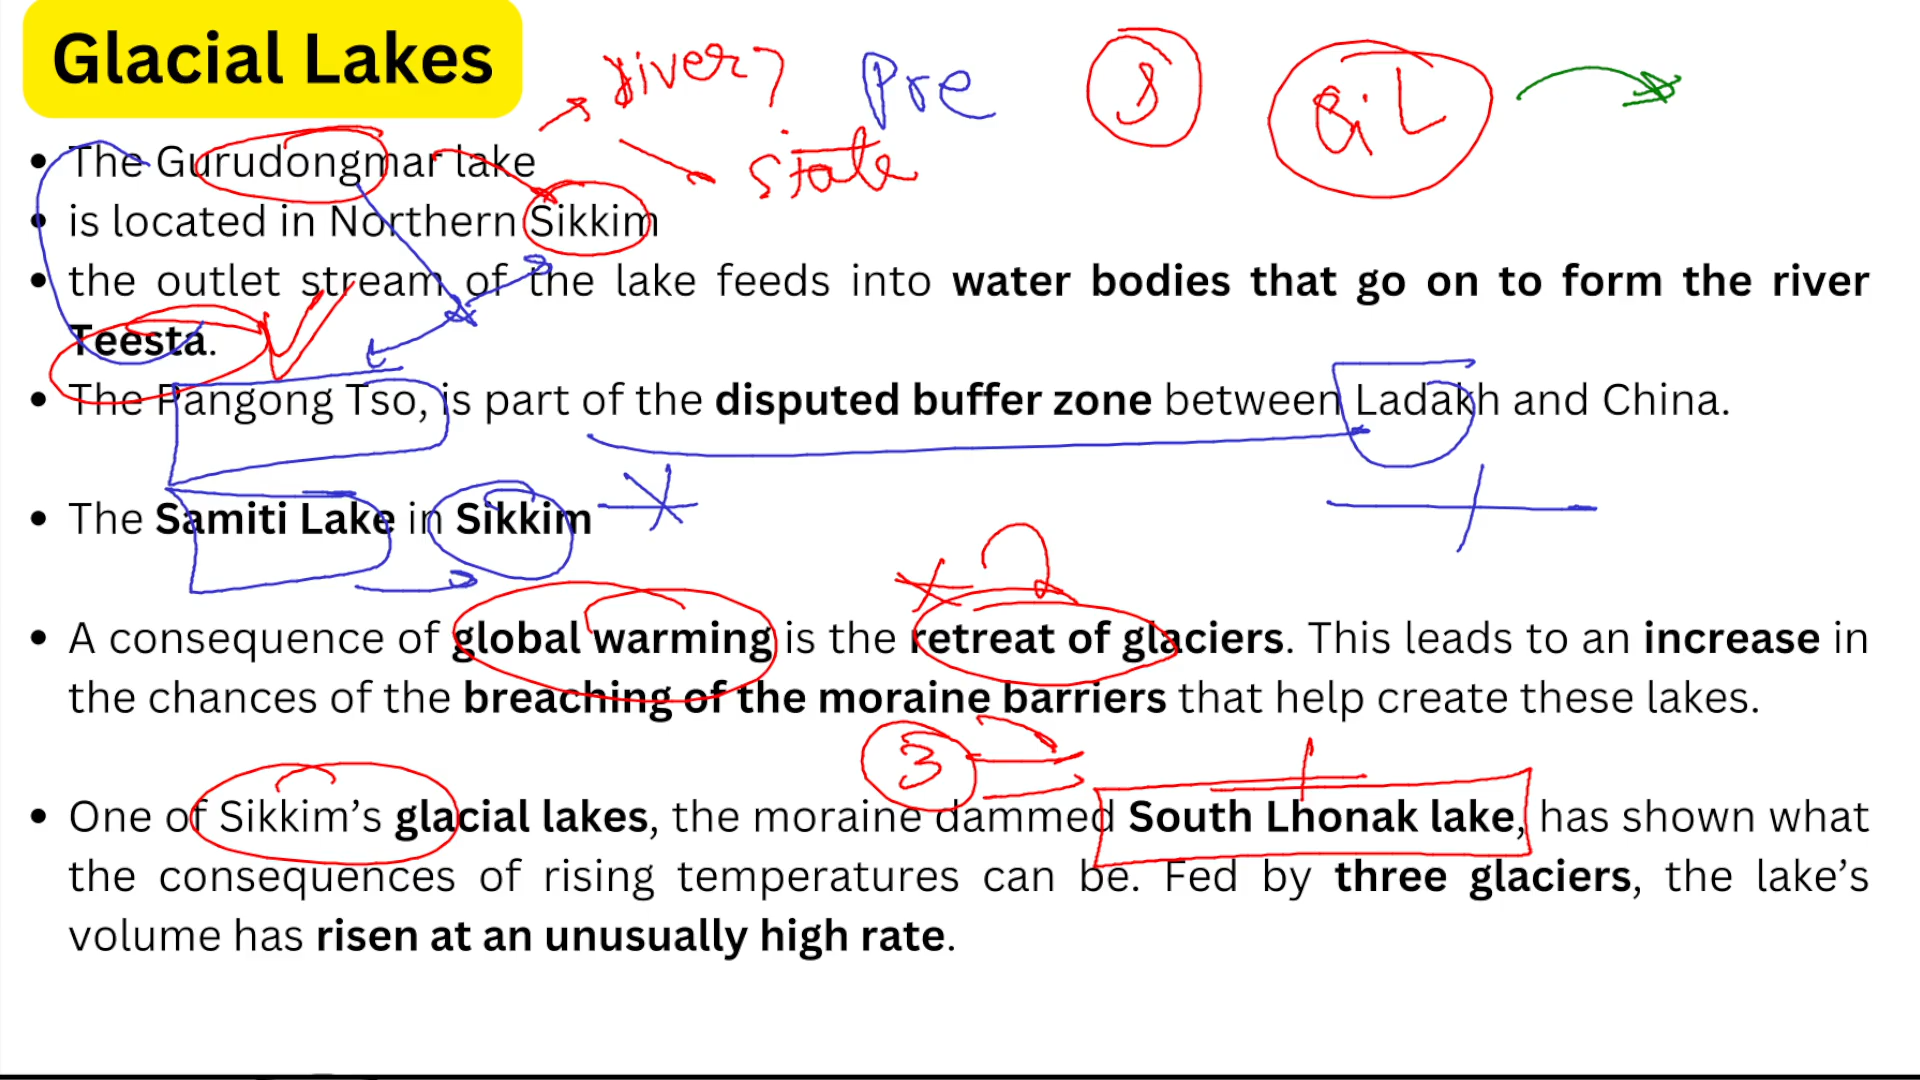 Glacial Lakes
river?
Pre
state
GiL
• The Gurudongmar lake
• is located in Northern Sikkim
• the outlet stream of the lake feeds into water bodies that go on to form the river
Teesta.
• The Pangong Tso, is part of the disputed buffer zone between Ladakh and China.
• The Samiti Lake in Sikkim
• A consequence of global warming is the retreat of glaciers. This leads to an increase in
the chances of the breaching of the moraine barriers that help create these lakes.
3
• One of Sikkim's glacial lakes, the moraine dammed South Lhonak lake, has shown what
the consequences of rising temperatures can be. Fed by three glaciers, the lake's
volume has risen at an unusually high rate.